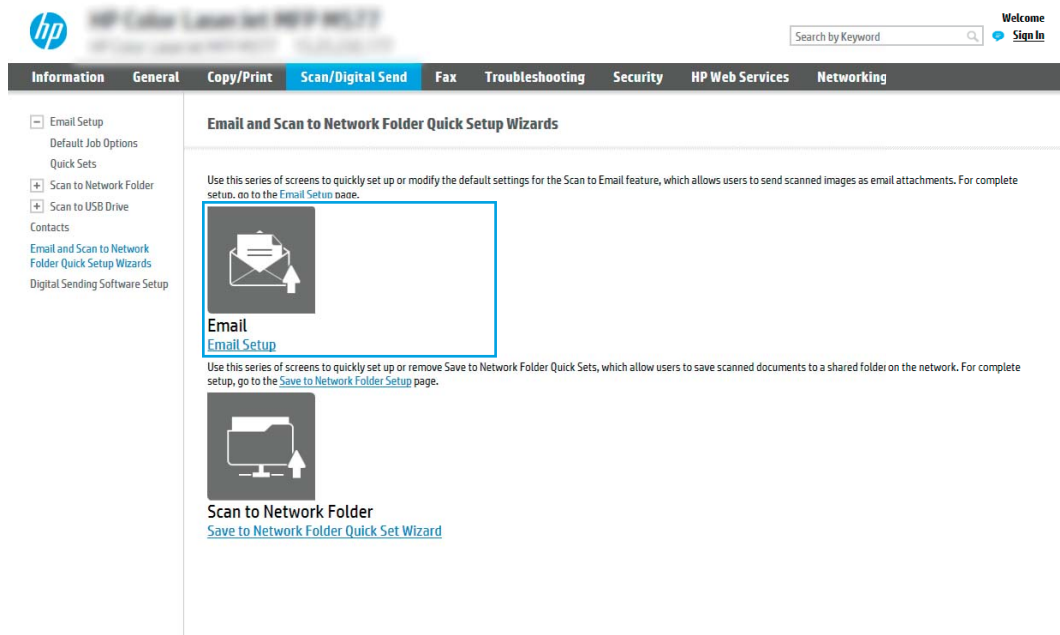 hp
Welcome
Search by Keyword
Sign In
Information General Copy/Print Scan/Digital Send Fax Troubleshooting Security HP Web Services Networking
Email Setup
Default Job Options
Quick Sets
Scan to Network Folder
Scan to USB Drive
Contacts
Email and Scan to Network
Folder Quick Setup Wizards
Digital Sending Software Setup
Email and Scan to Network Folder Quick Setup Wizards
Use this series of screens to quickly set up or modify the default settings for the Scan to Email feature, which allows users to send scanned images as email attachments. For complete
setup, go to the Email Setup page.
Email
Email Setup
Use this series of screens to quickly set up or remove Save to Network Folder Quick Sets, which allow users to save scanned documents to a shared folder on the network. For complete
setup, go to the Save to Network Folder Setup page.
Scan to Network Folder
Save to Network Folder Quick Set Wizard